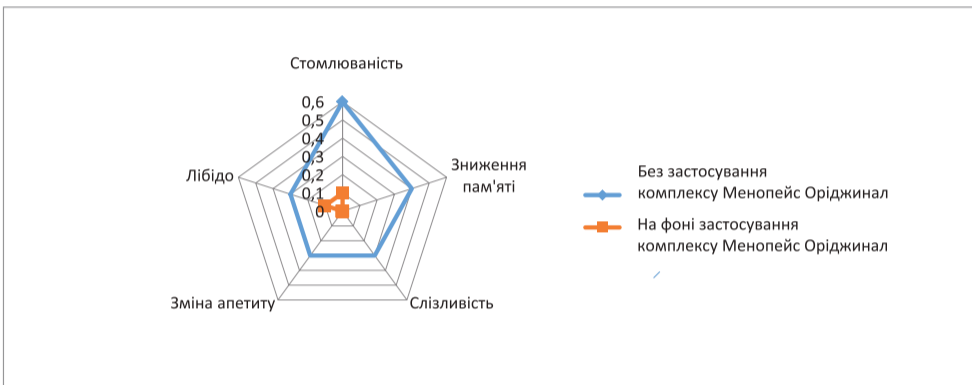 Стомлюваність
0,6
0,5
0,4
0,3
0,2
0,1
0
Зниження
пам'яті
Слізливість
Зміна апетиту
Лібідо
Без застосування
комплексу Менопейс Оріджинал
На фоні застосування
комплексу Менопейс Оріджинал